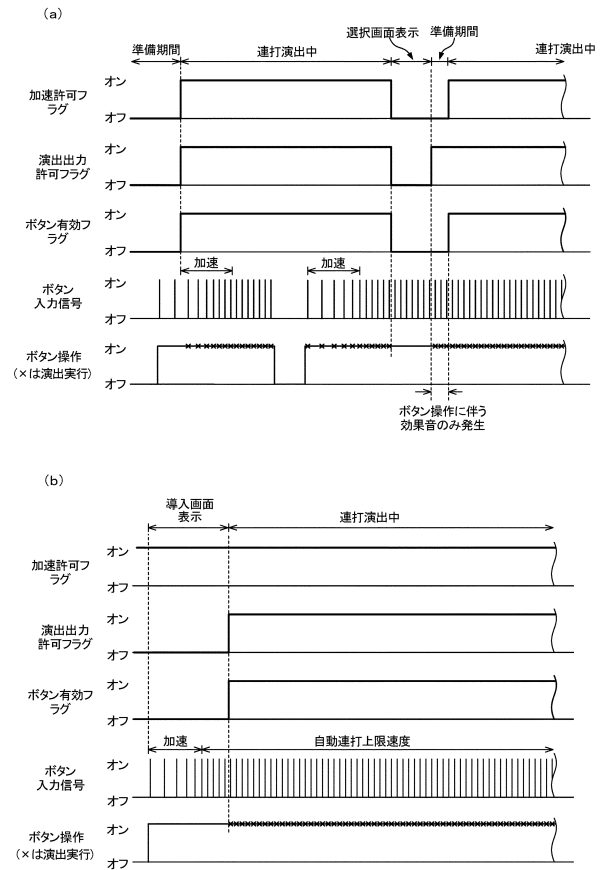 (a)
選択画面表示
準備期間
準備期間
連打演出中
連打演出中
加速許可フ
ラグ
オン
オフ
演出出力
許可フラグ
オン
オフ
ボタン有効フ
ラグ
オン
オフ
加速
加速
ボタン
入力信号
オン
オフ
ボタン操作
(×は演出実行)
オン
オフ
ボタン操作に伴う
効果音のみ発生
(b)
導入画面
表示
連打演出中
加速許可フ
ラグ
オン
オフ
演出出力
許可フラグ
オン
オフ
ボタン有効フ
ラグ
オン
オフ
加速
自動連打上限速度
ボタン
入力信号
オン
オフ
ボタン操作
(×は演出実行)
オン
オフ